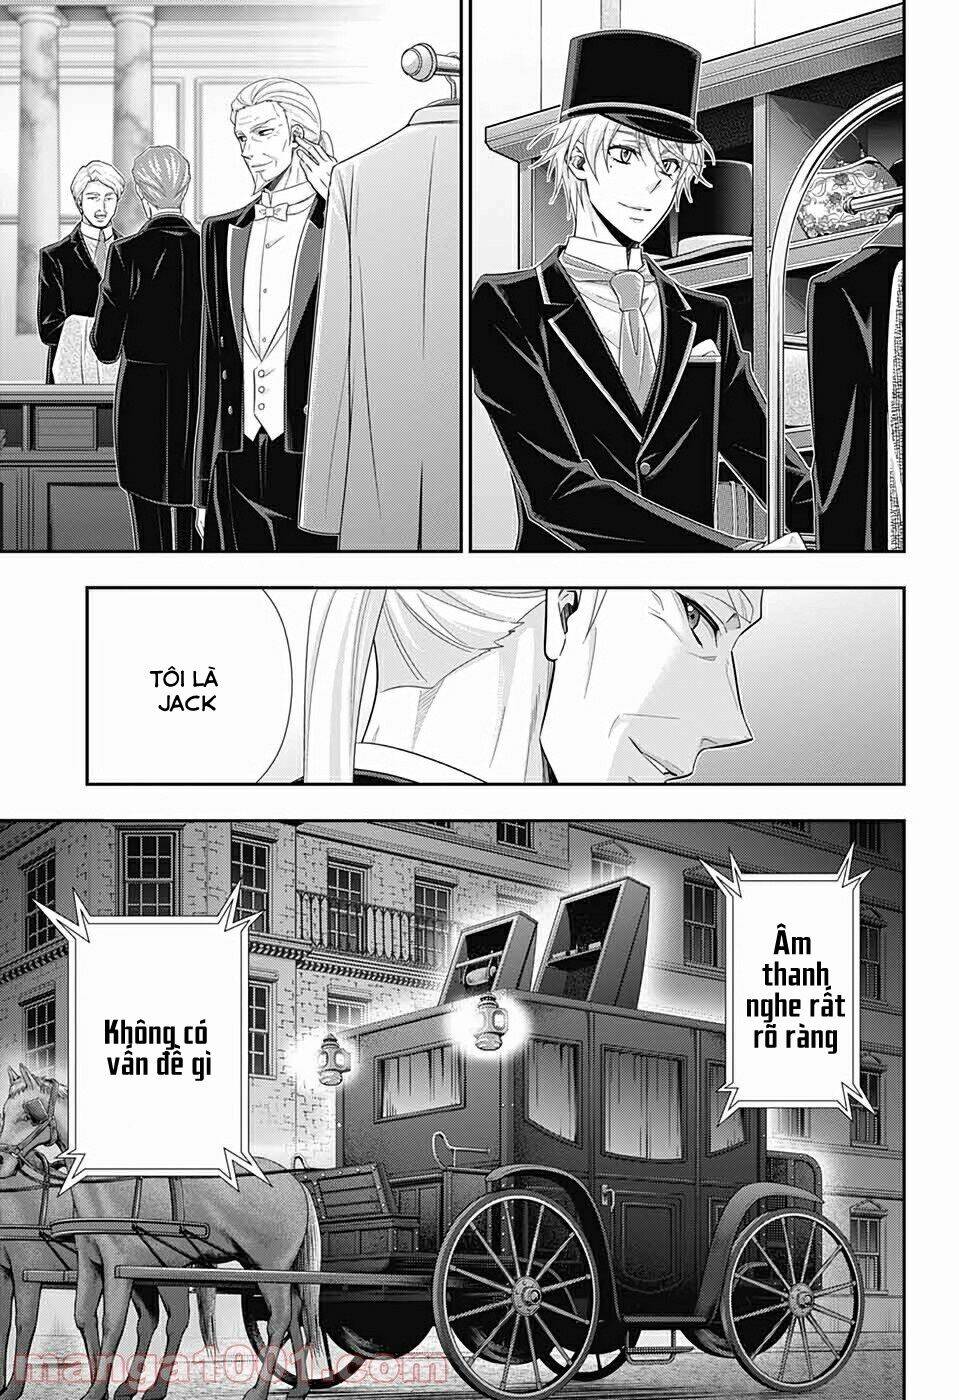 TÔI LÀ
JACK
Âm
thanh
nghe rất
rõ ràng
Không có
vấn đề gì
manga1001.com